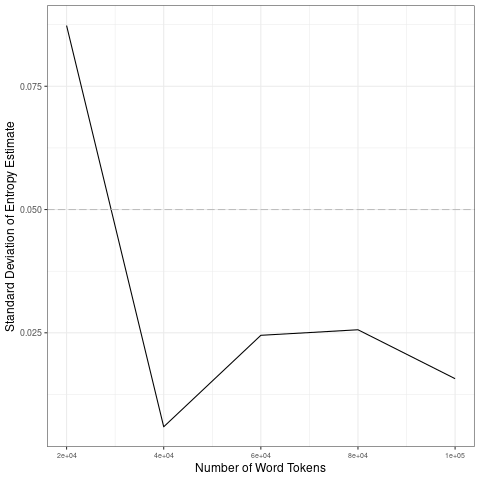 Standard Deviation of Entropy Estimate
0.075
0.050
0.025
2e+04 4e+04 6e+04 8e+04 1e+05
Number of Word Tokens